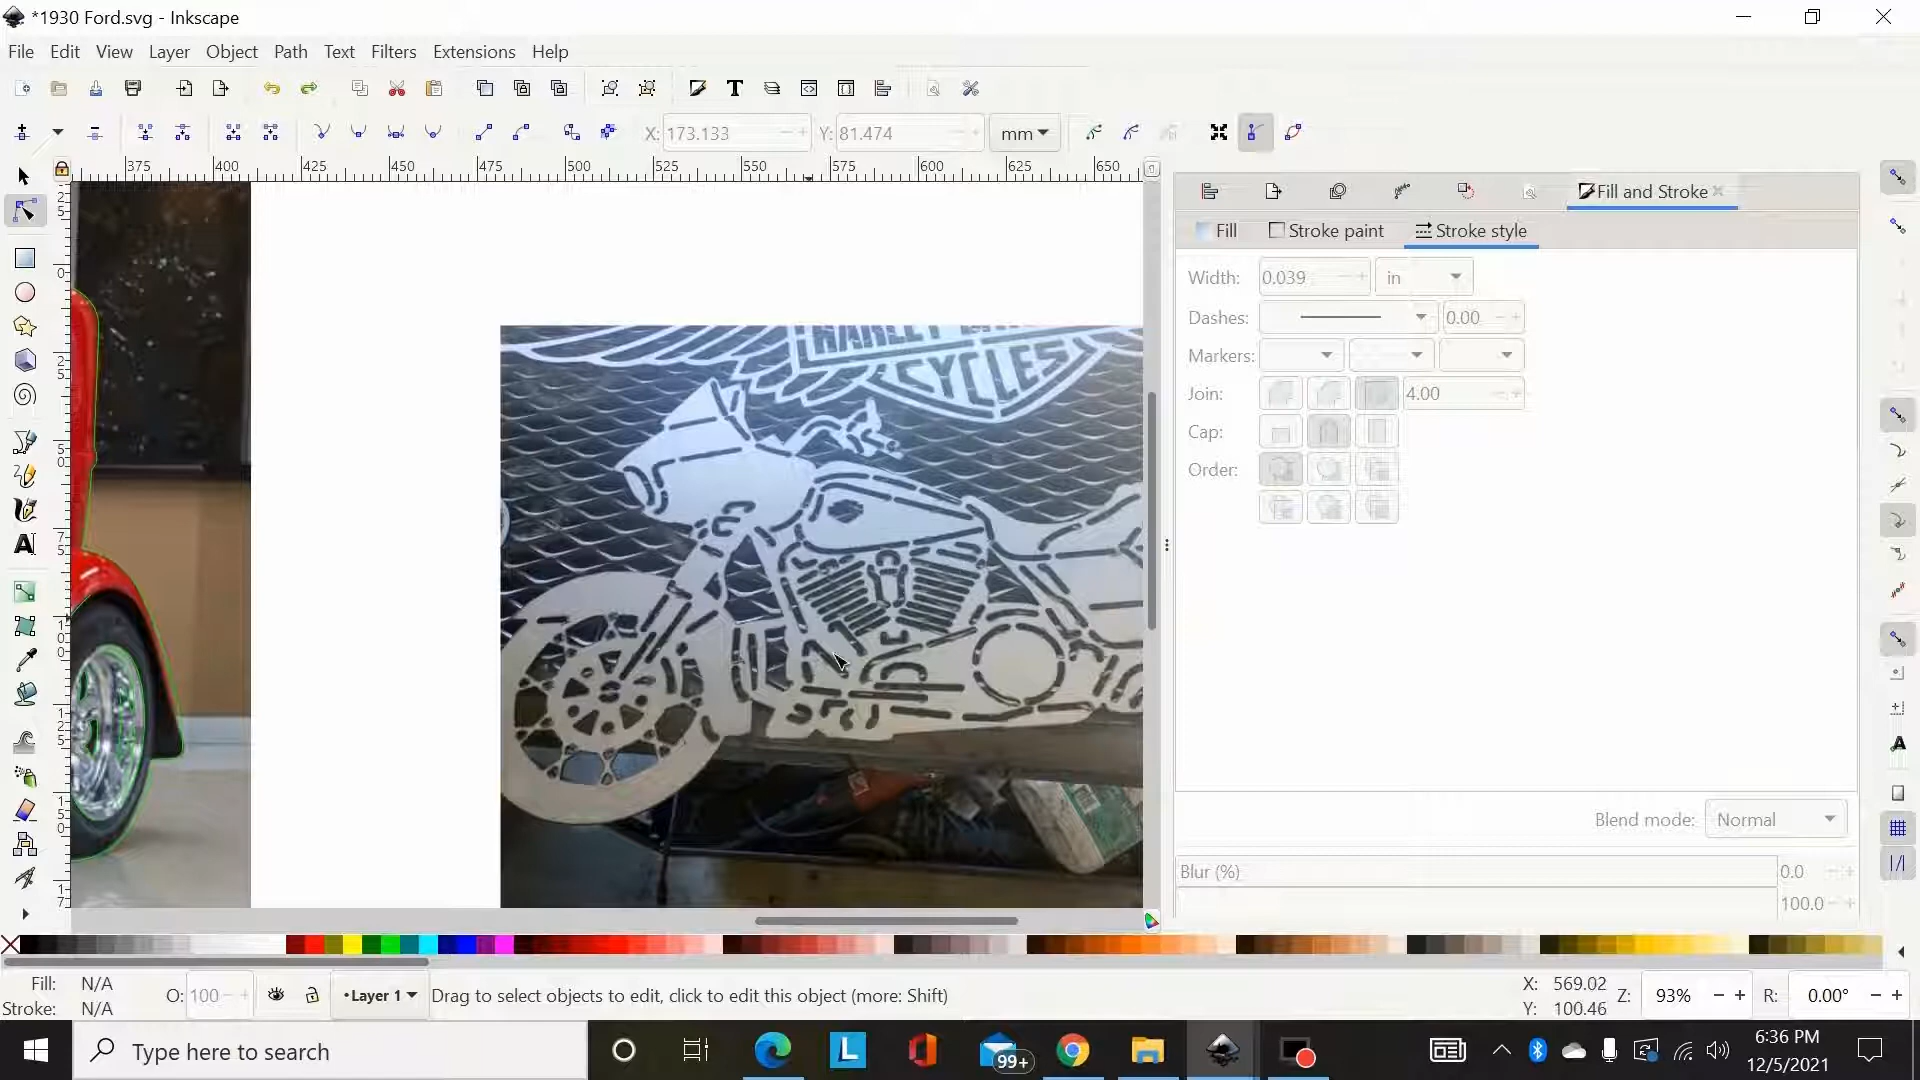 *1930 Ford.svg - Inkscape
File Edit View Layer Object Path Text Filters Extensions Help
X: 173.133 Y: 81.474 mm
375 400 425 450 475 500 525 550 575 600 625 650
Fill and Stroke
Fill Stroke paint Stroke style
Width: 0.039 in
Dashes: 0.00
Markers:
Join: 4.00
Cap:
Order:
HARLEY
CYCLES
Blend mode: Normal
Blur (%) 0.0
100.0
Fill: N/A
Stroke: N/A
O: 100
•Layer 1
Drag to select objects to edit, click to edit this object (more: Shift)
X: 569.02
Y: 100.46
Z: 93%
R: 0.00°
Type here to search
99+
6:36 PM
12/5/2021